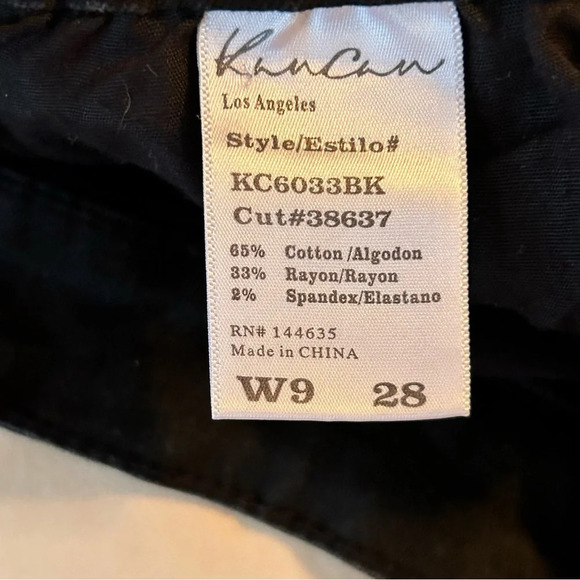 KanCan
Los Angeles
Style/Estilo#
KC6033BK
Cut#38637
65% Cotton/Algodon
33% Rayon/Rayon
2% Spandex/Elastano
RN# 144635
Made in CHINA
W9 28